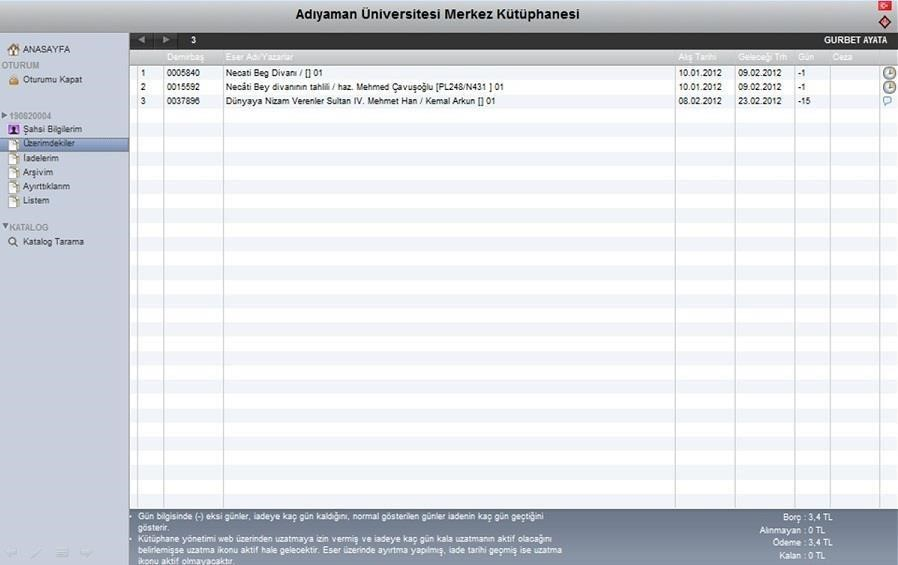 Adıyaman Üniversitesi Merkez Kütüphanesi
3
GURBET AYATA
ANASAYFA
OTURUM
Oturumu Kapat
190820004
Şahsi Bilgilerim
Üzerimdekiler
İadelerim
Arşivim
Ayırttıklarım
Listem
KATALOG
Katalog Tarama
Demirbaş Eser Adı/Yazarlar Alış Tarihi Geleceği Trh Gün Ceza
1 0005840 Necati Beg Divanı / [] 01 10.01.2012 09.02.2012 -1
2 0015592 Necâti Bey divanının tahlili / haz. Mehmed Çavuşoğlu [PL248/N431 ] 01 10.01.2012 09.02.2012 -1
3 0037896 Dünyaya Nizam Verenler Sultan IV. Mehmet Han / Kemal Arkun [] 01 08.02.2012 23.02.2012 -15
• Gün bilgisinde (-) eksi günler, iadeye kaç gün kaldığını, normal gösterilen günler iadenin kaç gün geçtiğini
gösterir.
• Kütüphane yönetimi web üzerinden uzatmaya izin vermiş ve iadeye kaç gün kala uzatmanın aktif olacağını
belirlemişse uzatma ikonu aktif hale gelecektir. Eser üzerinde ayırtma yapılmış, iade tarihi geçmiş ise uzatma
ikonu aktif olmayacaktır.
Borç : 3,4 TL
Alınmayan : 0 TL
Ödeme : 3,4 TL
Kalan : 0 TL